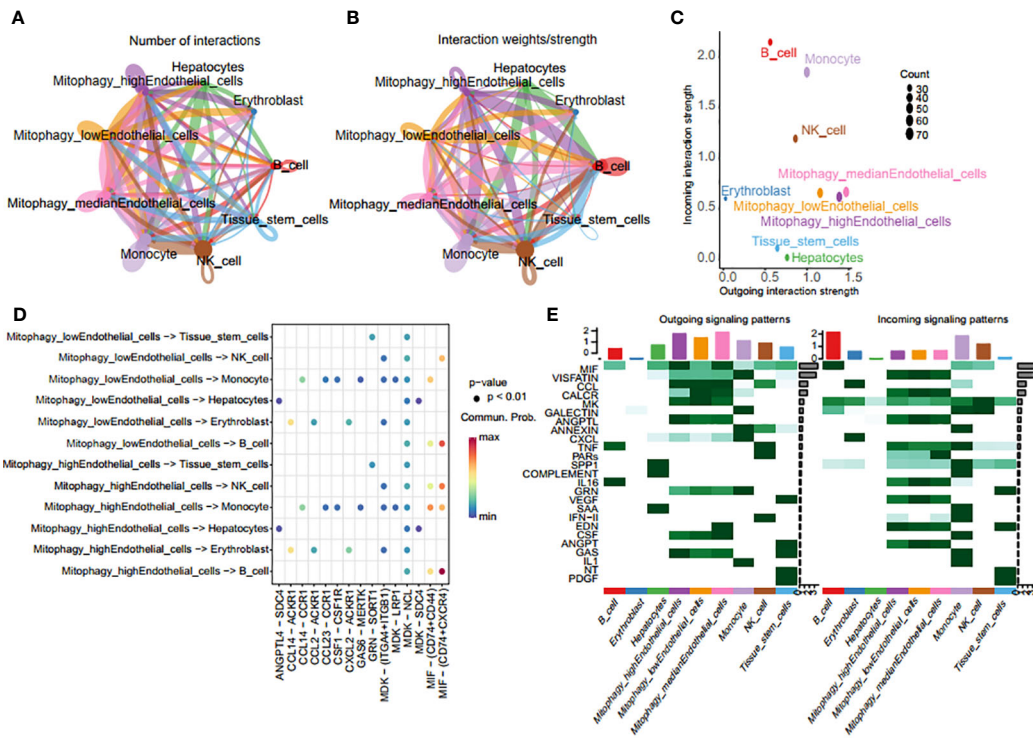 A
B
C
Number of interactions
Hepatocytes
Mitophagy_highEndothelial_cells
Erythroblast
Mitophagy_lowEndothelial_cells
B_cell
Mitophagy_medianEndothelial_cells
Tissue_stem_cells
Monocyte
NK_cell
Interaction weights/strength
Hepatocytes
Mitophagy_highEndothelial_cells
Erythroblast
Mitophagy_lowEndothelial_cells
B_cell
Mitophagy_medianEndothelial_cells
Tissue_stem_cells
Monocyte
NK_cell
Incoming interaction strength
2.0
1.5
1.0
0.5
0.0
B_cell
Monocyte
NK_cell
Mitophagy_medianEndothelial_cells
Erythroblast
Mitophagy_lowEndothelial_cells
Mitophagy_highEndothelial_cells
Tissue_stem_cells
Hepatocytes
Count
30
40
50
60
70
0.0 0.5 1.0 1.5
Outgoing interaction strength
D
Mitophagy_lowEndothelial_cells −> Tissue_stem_cells
Mitophagy_lowEndothelial_cells −> NK_cell
Mitophagy_lowEndothelial_cells −> Monocyte
Mitophagy_lowEndothelial_cells −> Hepatocytes
Mitophagy_lowEndothelial_cells −> Erythroblast
Mitophagy_lowEndothelial_cells −> B_cell
Mitophagy_highEndothelial_cells −> Tissue_stem_cells
Mitophagy_highEndothelial_cells −> NK_cell
Mitophagy_highEndothelial_cells −> Monocyte
Mitophagy_highEndothelial_cells −> Hepatocytes
Mitophagy_highEndothelial_cells −> Erythroblast
Mitophagy_highEndothelial_cells −> B_cell
ANGPTL4 − SDC4
CCL14 − ACKR1
CCL14 − CCR1
CCL2 − ACKR1
CCL23 − CCR1
CSF1 − CSF1R
CXCL2 − ACKR1
GAS6 − MERTK
GRN − SORT1
MDK − (ITGA4+ITGB1)
MDK − LRP1
MDK − NCL
MDK − SDC4
MIF − (CD74+CD44)
MIF − (CD74+CXCR4)
p−value
p < 0.01
Commun. Prob.
max
min
E
Outgoing signaling patterns
2
1
0
MIF
VISFATIN
CCL
CALCR
MK
GALECTIN
ANGPTL
ANNEXIN
CXCL
TNF
PARs
SPP1
COMPLEMENT
IL16
GRN
VEGF
SAA
IFN−II
EDN
CSF
ANGPT
GAS
IL1
NT
PDGF
B_cell
Erythroblast
Hepatocytes
Mitophagy_highEndothelial_cells
Mitophagy_lowEndothelial_cells
Mitophagy_medianEndothelial_cells
Monocyte
NK_cell
Tissue_stem_cells
Incoming signaling patterns
2
1
0
B_cell
Erythroblast
Hepatocytes
Mitophagy_highEndothelial_cells
Mitophagy_lowEndothelial_cells
Mitophagy_medianEndothelial_cells
Monocyte
NK_cell
Tissue_stem_cells